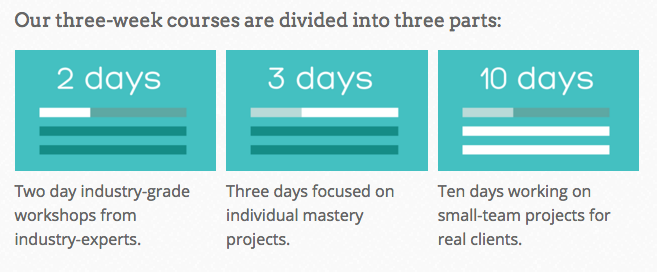 Our three-week courses are divided into three parts:
2 days
3 days
10 days
Two day industry-grade
workshops from
industry-experts.
Three days focused on
individual mastery
projects.
Ten days working on
small-team projects for
real clients.